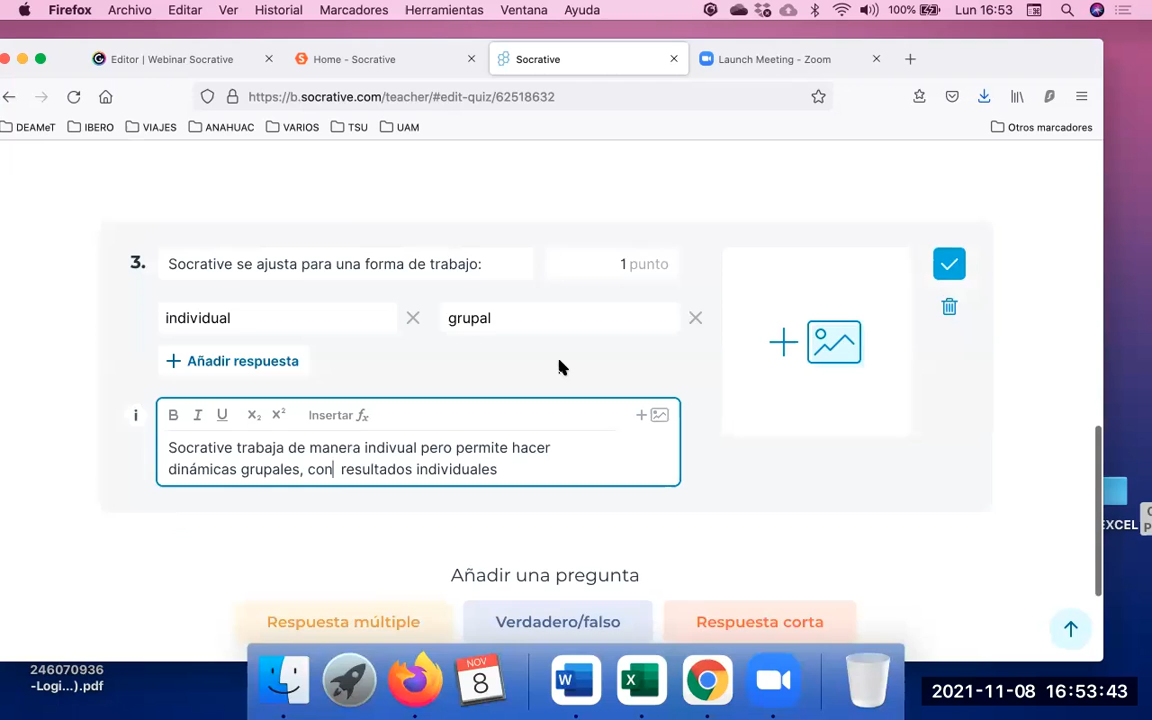 Firefox Archivo Editar Ver Historial Marcadores Herramientas Ventana Ayuda 100% Lun 16:53
Editor | Webinar Socrative Home - Socrative Socrative Launch Meeting - Zoom
https://b.socrative.com/teacher/#edit-quiz/62518632
DEAMeT IBERO VIAJES ANAHUAC VARIOS TSU UAM Otros marcadores
3. Socrative se ajusta para una forma de trabajo: 1 punto
individual grupal
+ Añadir respuesta
i B I U X₂ X² Insertar fx
Socrative trabaja de manera indivual pero permite hacer
dinámicas grupales, con resultados individuales
EXCEL
Añadir una pregunta
Respuesta múltiple Verdadero/falso Respuesta corta
246070936
-Logi...).pdf
NOV
8
W X
2021-11-08 16:53:43